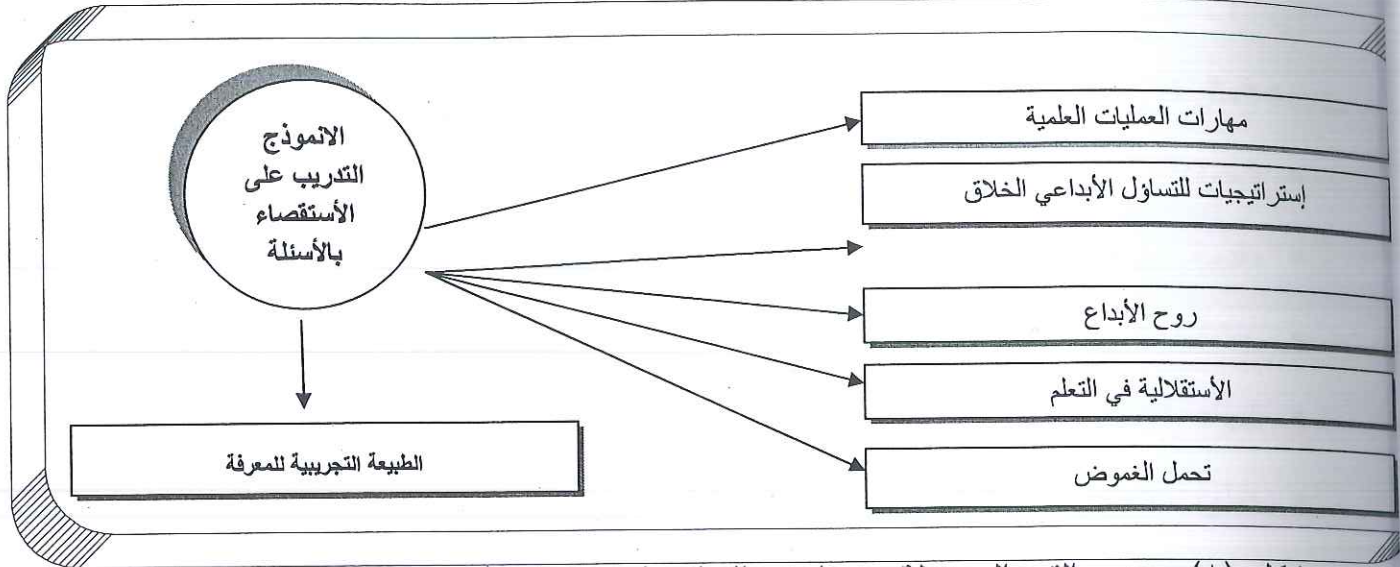 الانموذج
التدريب على
الأستقصاء
بالأسئلة
مهارات العمليات العلمية
إستراتيجيات للتساؤل الأبداعي الخلاق
روح الأبداع
الأستقلالية في التعلم
تحمل الغموض
الطبيعة التجريبية للمعرفة